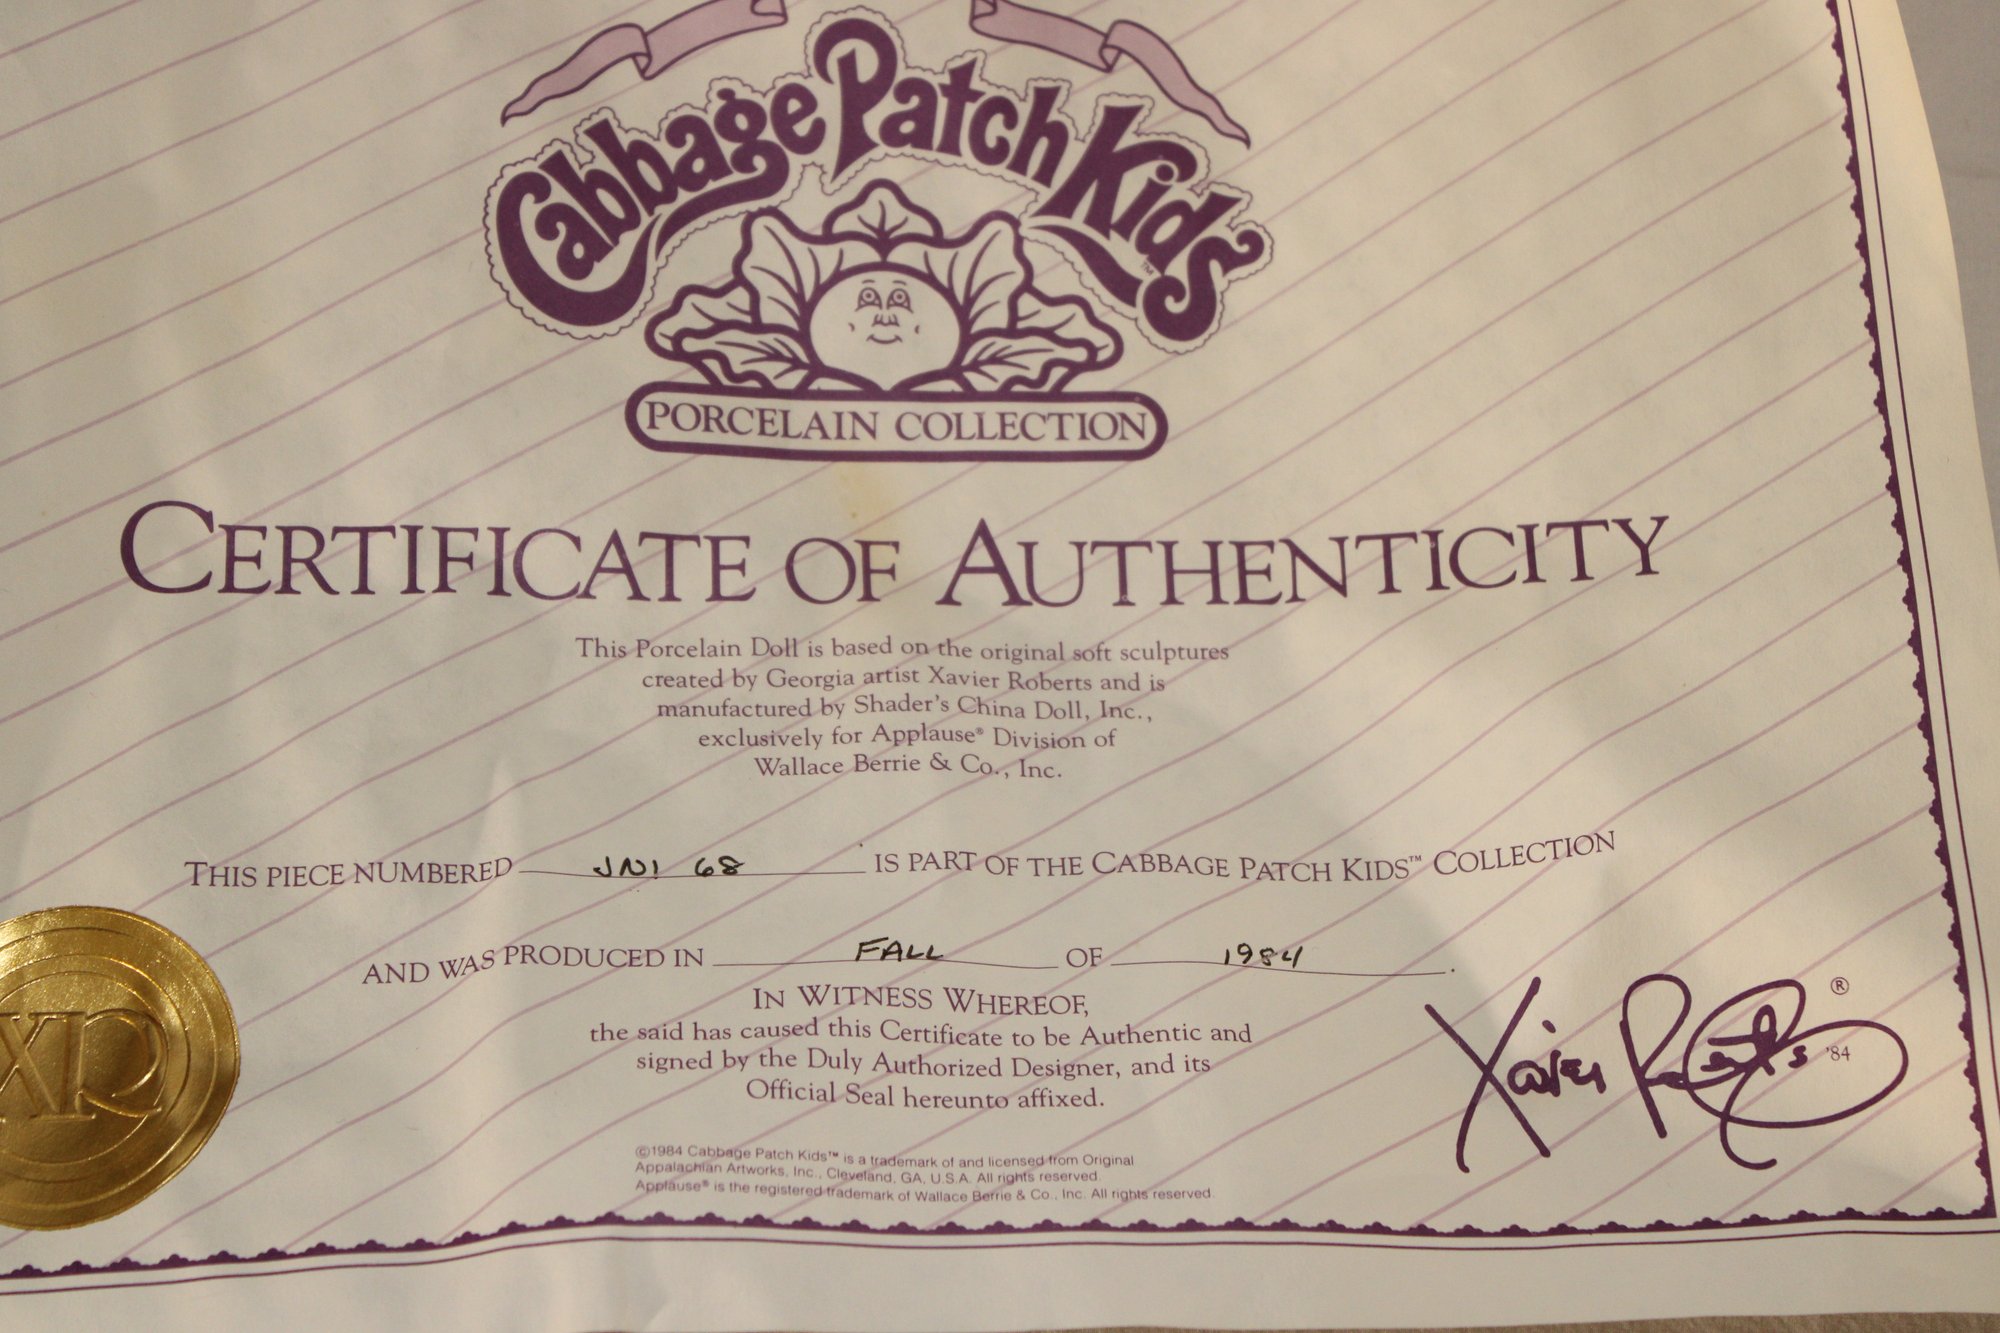 Cabbage Patch Kids™
PORCELAIN COLLECTION
CERTIFICATE OF AUTHENTICITY
This Porcelain Doll is based on the original soft sculptures
created by Georgia artist Xavier Roberts and is
manufactured by Shader's China Doll, Inc.,
exclusively for Applause® Division of
Wallace Berrie & Co., Inc.
THIS PIECE NUMBERED JN1 68 IS PART OF THE CABBAGE PATCH KIDS™ COLLECTION
AND WAS PRODUCED IN FALL OF 1984.
IN WITNESS WHEREOF,
the said has caused this Certificate to be Authentic and
signed by the Duly Authorized Designer, and its
Official Seal hereunto affixed.
Xavier Roberts ® '84
©1984 Cabbage Patch Kids™ is a trademark of and licensed from Original
Appalachian Artworks, Inc., Cleveland, GA, U.S.A. All rights reserved.
Applause® is the registered trademark of Wallace Berrie & Co., Inc. All rights reserved.